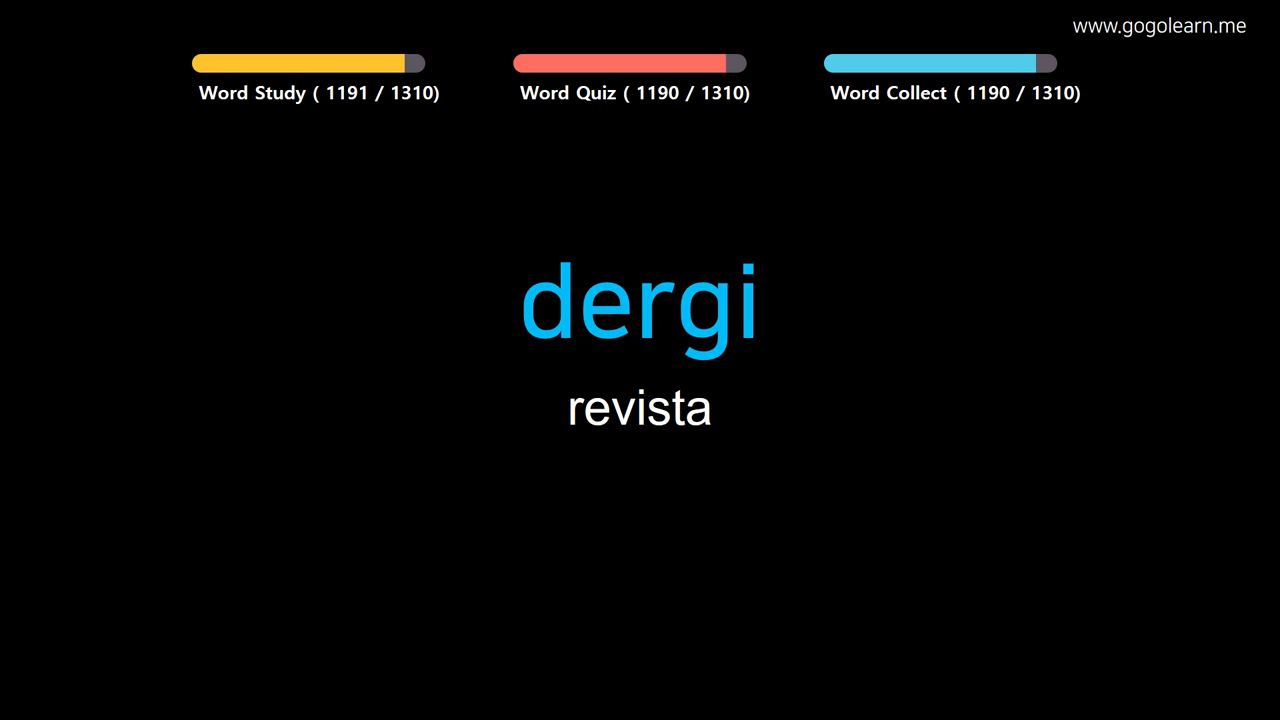 www.gogolearn.me
Word Study ( 1191 / 1310)
Word Quiz ( 1190 / 1310)
Word Collect ( 1190 / 1310)
dergi
revista